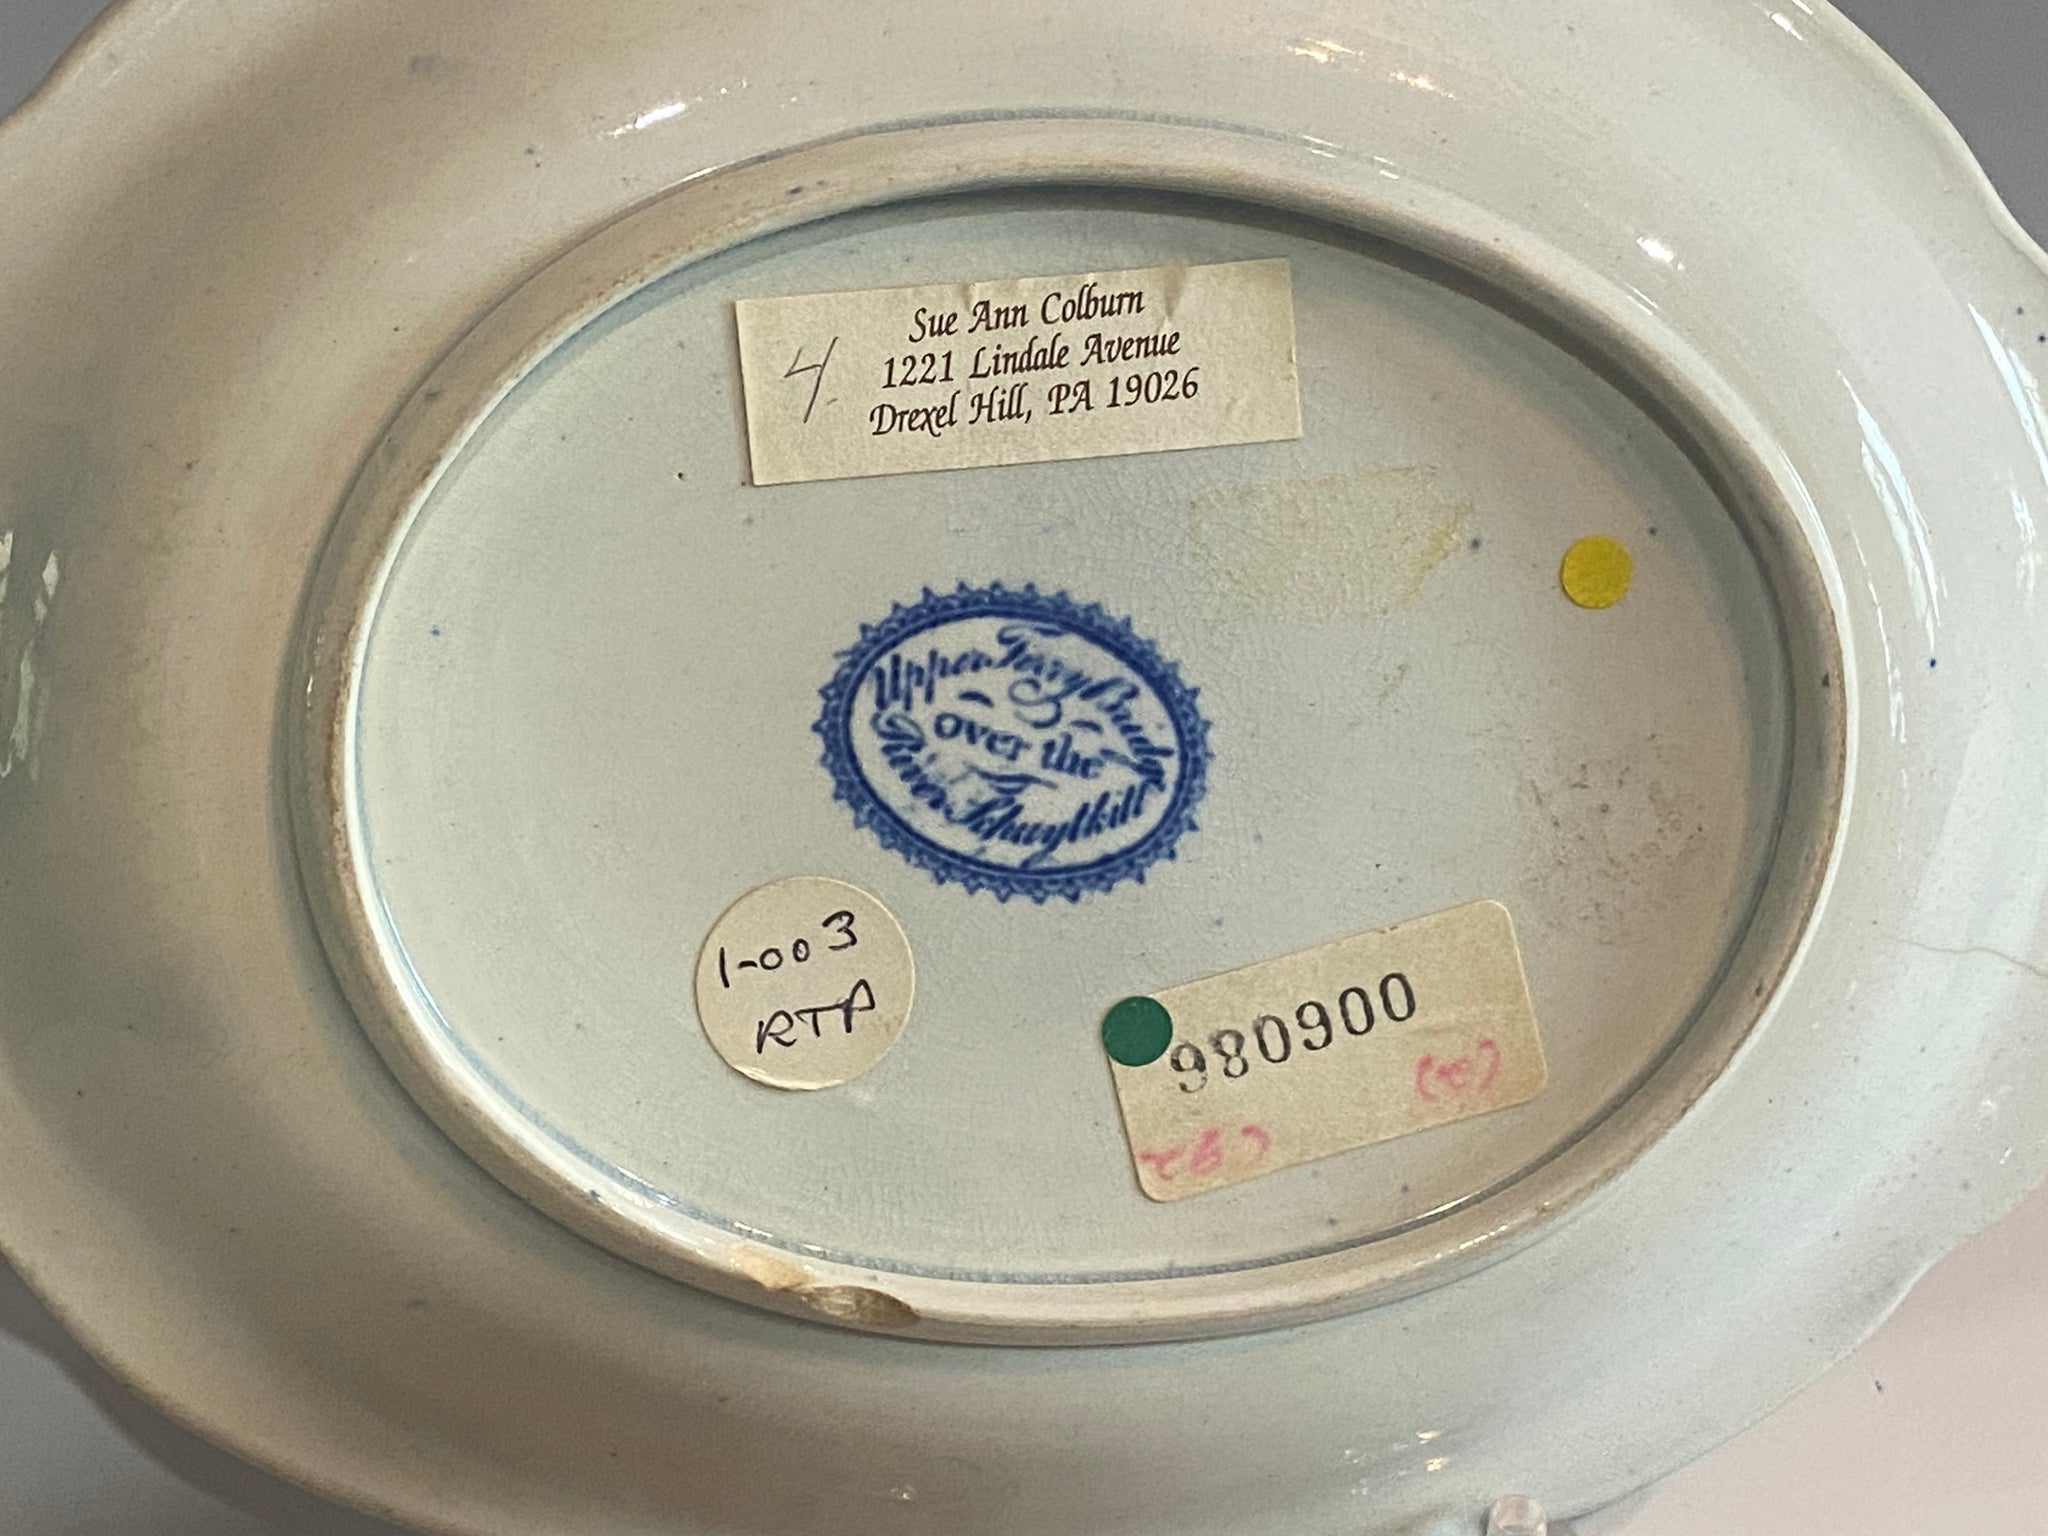 Sue Ann Colburn
4 1221 Lindale Avenue
Drexel Hill, PA 19026
Upper Ferry Bridge
over the
River Schuylkill
1-003
RTP
980900